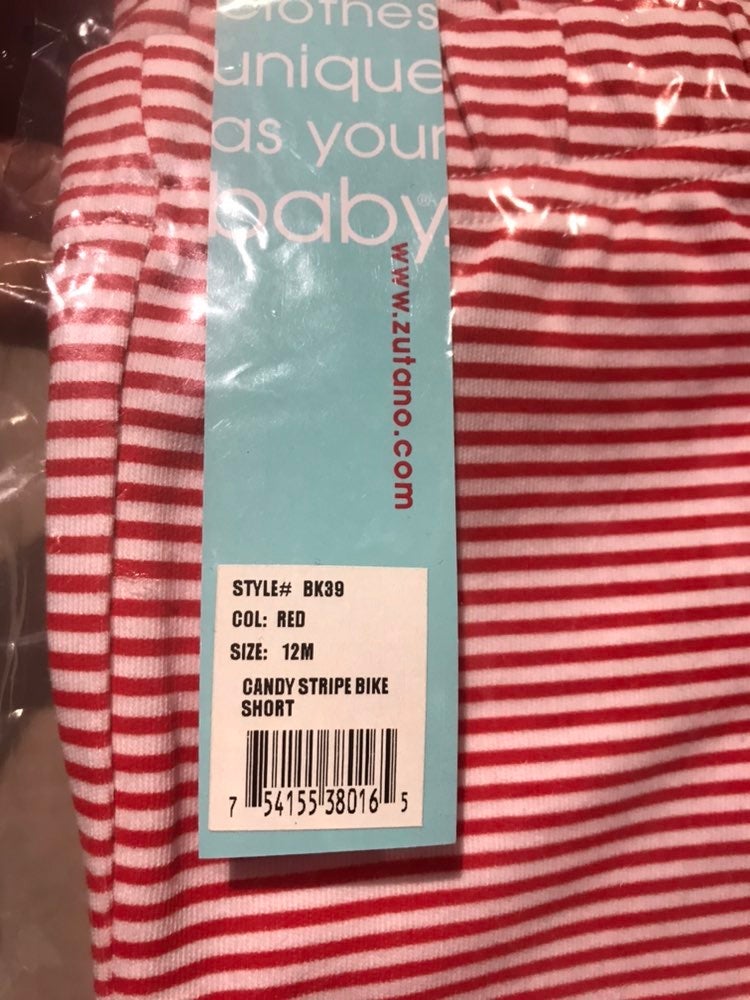 clothes
unique
as your
baby.®
www.zutano.com
STYLE# BK39
COL: RED
SIZE: 12M
CANDY STRIPE BIKE
SHORT
7 54155 38016 5